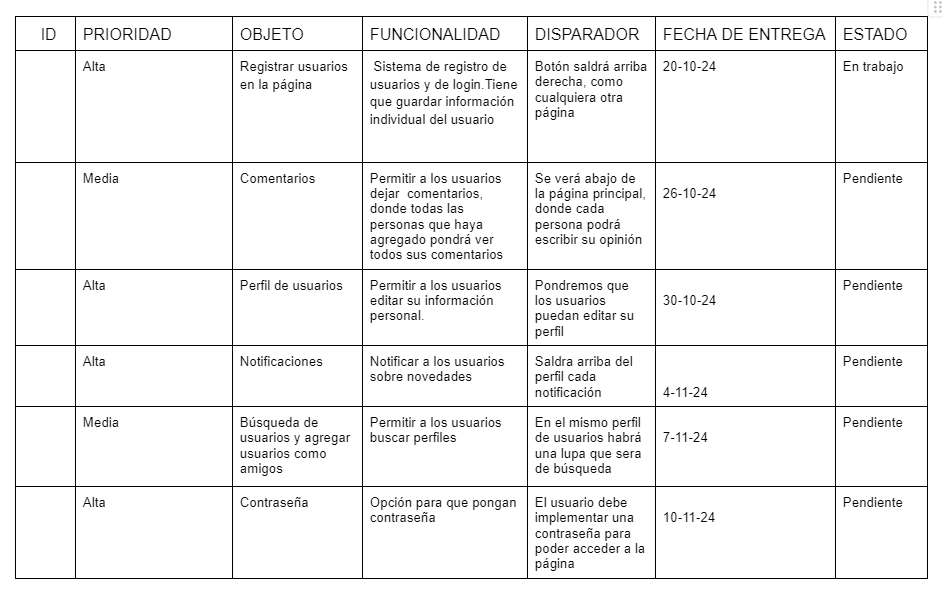 ID PRIORIDAD OBJETO FUNCIONALIDAD DISPARADOR FECHA DE ENTREGA ESTADO
Alta
Registrar usuarios
en la página
Sistema de registro de
usuarios y de login.Tiene
que guardar información
individual del usuario
Botón saldrá arriba
derecha, como
cualquiera otra
página
20-10-24
En trabajo
Media
Comentarios
Permitir a los usuarios
dejar comentarios,
donde todas las
personas que haya
agregado pondrá ver
todos sus comentarios
Se verá abajo de
la página principal,
donde cada
persona podrá
escribir su opinión
26-10-24
Pendiente
Alta
Perfil de usuarios
Permitir a los usuarios
editar su información
personal.
Pondremos que
los usuarios
puedan editar su
perfil
30-10-24
Pendiente
Alta
Notificaciones
Notificar a los usuarios
sobre novedades
Saldra arriba del
perfil cada
notificación
4-11-24
Pendiente
Media
Búsqueda de
usuarios y agregar
usuarios como
amigos
Permitir a los usuarios
buscar perfiles
En el mismo perfil
de usuarios habrá
una lupa que sera
de búsqueda
7-11-24
Pendiente
Alta
Contraseña
Opción para que pongan
contraseña
El usuario debe
implementar una
contraseña para
poder acceder a la
página
10-11-24
Pendiente